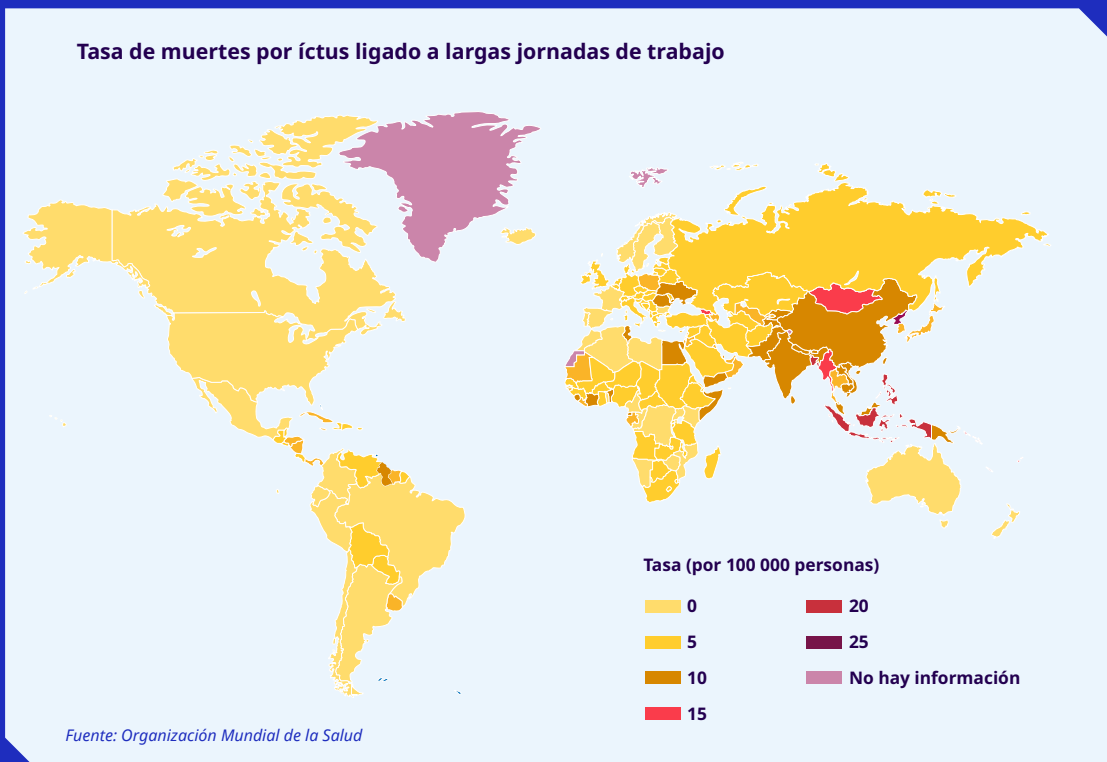 Tasa de muertes por íctus ligado a largas jornadas de trabajo
Tasa (por 100 000 personas)
0
5
10
15
20
25
No hay información
Fuente: Organización Mundial de la Salud